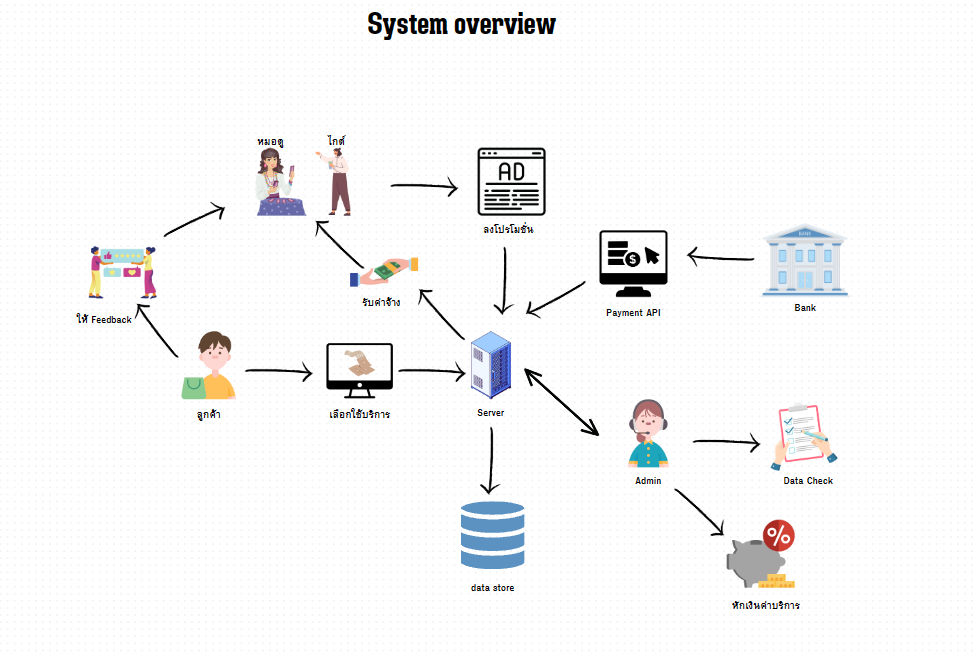 System overview
หมอดู
ไกด์
AD
ลงโปรโมชั่น
BANK
$
Payment API
Bank
รับค่าจ้าง
ให้ Feedback
ลูกค้า
เลือกใช้บริการ
Server
Admin
Data Check
data store
%
หักเงินค่าบริการ